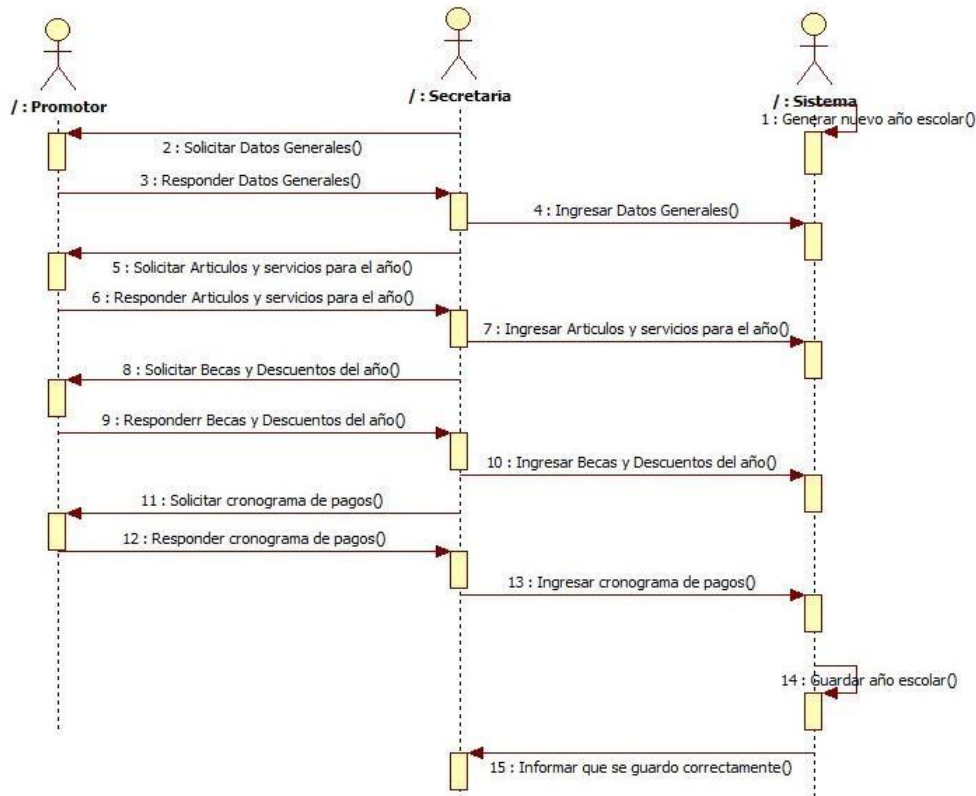 / : Promotor
/ : Secretaria
/ : Sistema
1 : Generar nuevo año escolar()
2 : Solicitar Datos Generales()
3 : Responder Datos Generales()
4 : Ingresar Datos Generales()
5 : Solicitar Articulos y servicios para el año()
6 : Responder Articulos y servicios para el año()
7 : Ingresar Articulos y servicios para el año()
8 : Solicitar Becas y Descuentos del año()
9 : Responderr Becas y Descuentos del año()
10 : Ingresar Becas y Descuentos del año()
11 : Solicitar cronograma de pagos()
12 : Responder cronograma de pagos()
13 : Ingresar cronograma de pagos()
14 : Guardar año escolar()
15 : Informar que se guardo correctamente()